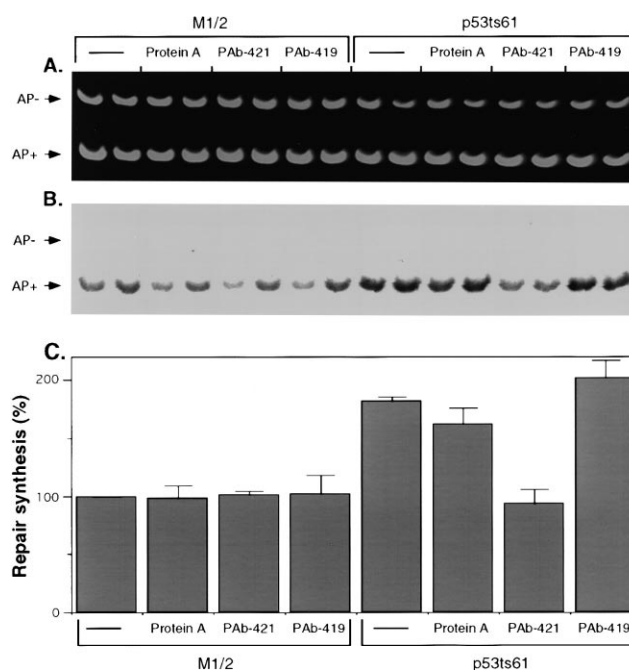 M1/2 p53ts61
— Protein A PAb-421 PAb-419 — Protein A PAb-421 PAb-419
A.
AP-
AP+
B.
AP-
AP+
C.
Repair synthesis (%)
200
100
0
— Protein A PAb-421 PAb-419 — Protein A PAb-421 PAb-419
M1/2 p53ts61